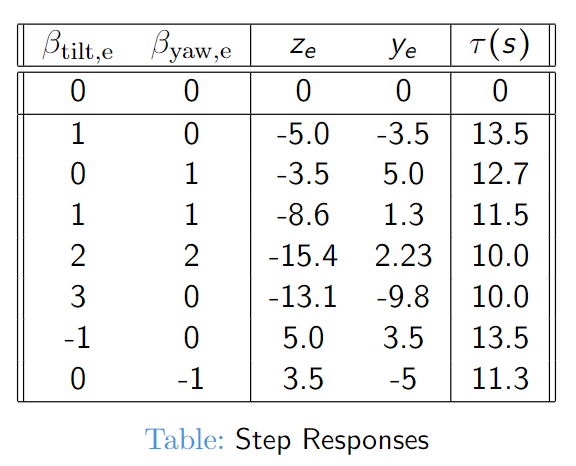 β_tilt,e β_yaw,e z_e y_e τ(s)
0 0 0 0 0
1 0 -5.0 -3.5 13.5
0 1 -3.5 5.0 12.7
1 1 -8.6 1.3 11.5
2 2 -15.4 2.23 10.0
3 0 -13.1 -9.8 10.0
-1 0 5.0 3.5 13.5
0 -1 3.5 -5 11.3
Table: Step Responses